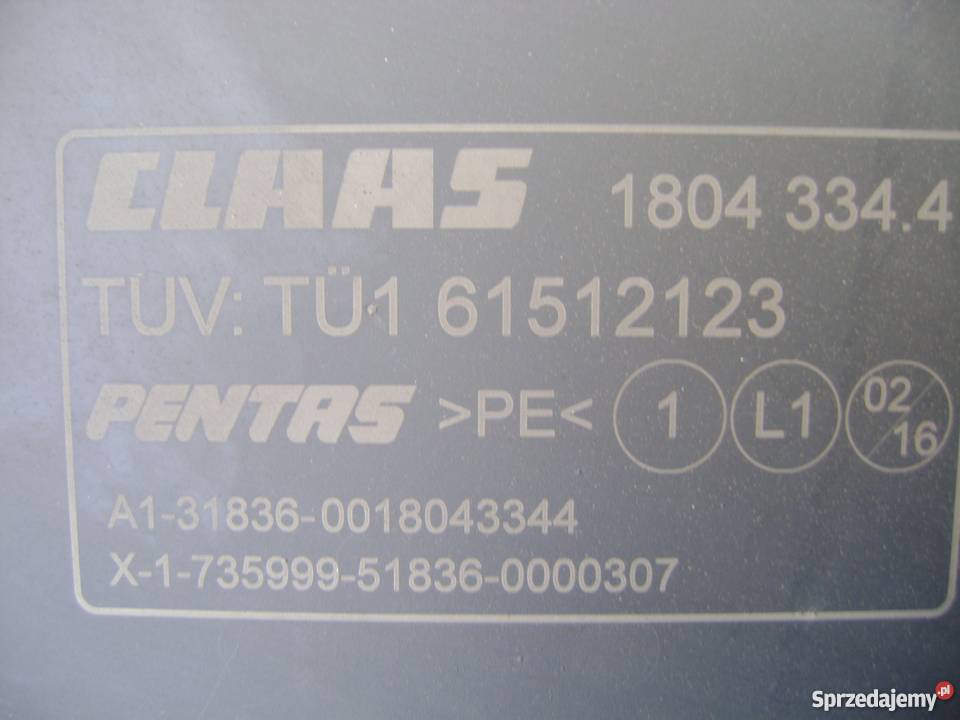 CLAAS 1804 334.4
TÜV: TÜ1 61512123
PENTAS >PE< 1 L1 02/16
A1-31836-0018043344
X-1-735999-51836-0000307
Sprzedajemy.pl